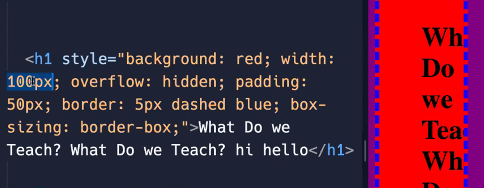 <h1 style="background: red; width:
100px; overflow: hidden; padding:
50px; border: 5px dashed blue; box-
sizing: border-box;">What Do we
Teach? What Do we Teach? hi hello</h1>
Wh
Do
we
Tea
Wh
Do